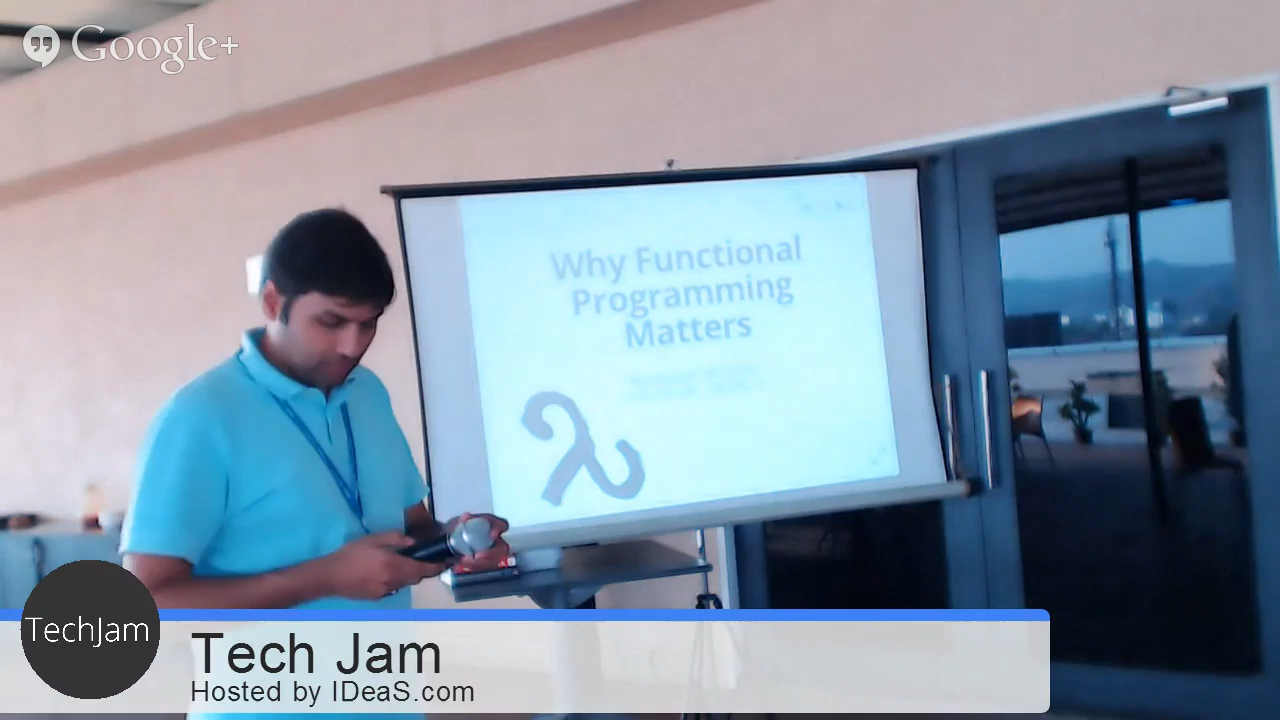 Google+
Why Functional
Programming
Matters
λ
TechJam
Tech Jam
Hosted by IDeaS.com